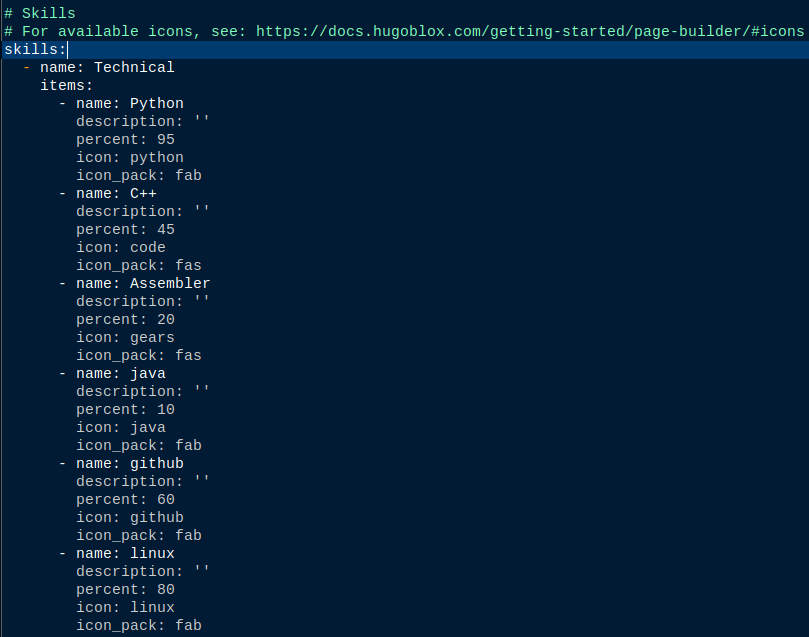 # Skills
# For available icons, see: https://docs.hugoblox.com/getting-started/page-builder/#icons
skills:
  - name: Technical
    items:
      - name: Python
        description: ''
        percent: 95
        icon: python
        icon_pack: fab
      - name: C++
        description: ''
        percent: 45
        icon: code
        icon_pack: fas
      - name: Assembler
        description: ''
        percent: 20
        icon: gears
        icon_pack: fas
      - name: java
        description: ''
        percent: 10
        icon: java
        icon_pack: fab
      - name: github
        description: ''
        percent: 60
        icon: github
        icon_pack: fab
      - name: linux
        description: ''
        percent: 80
        icon: linux
        icon_pack: fab